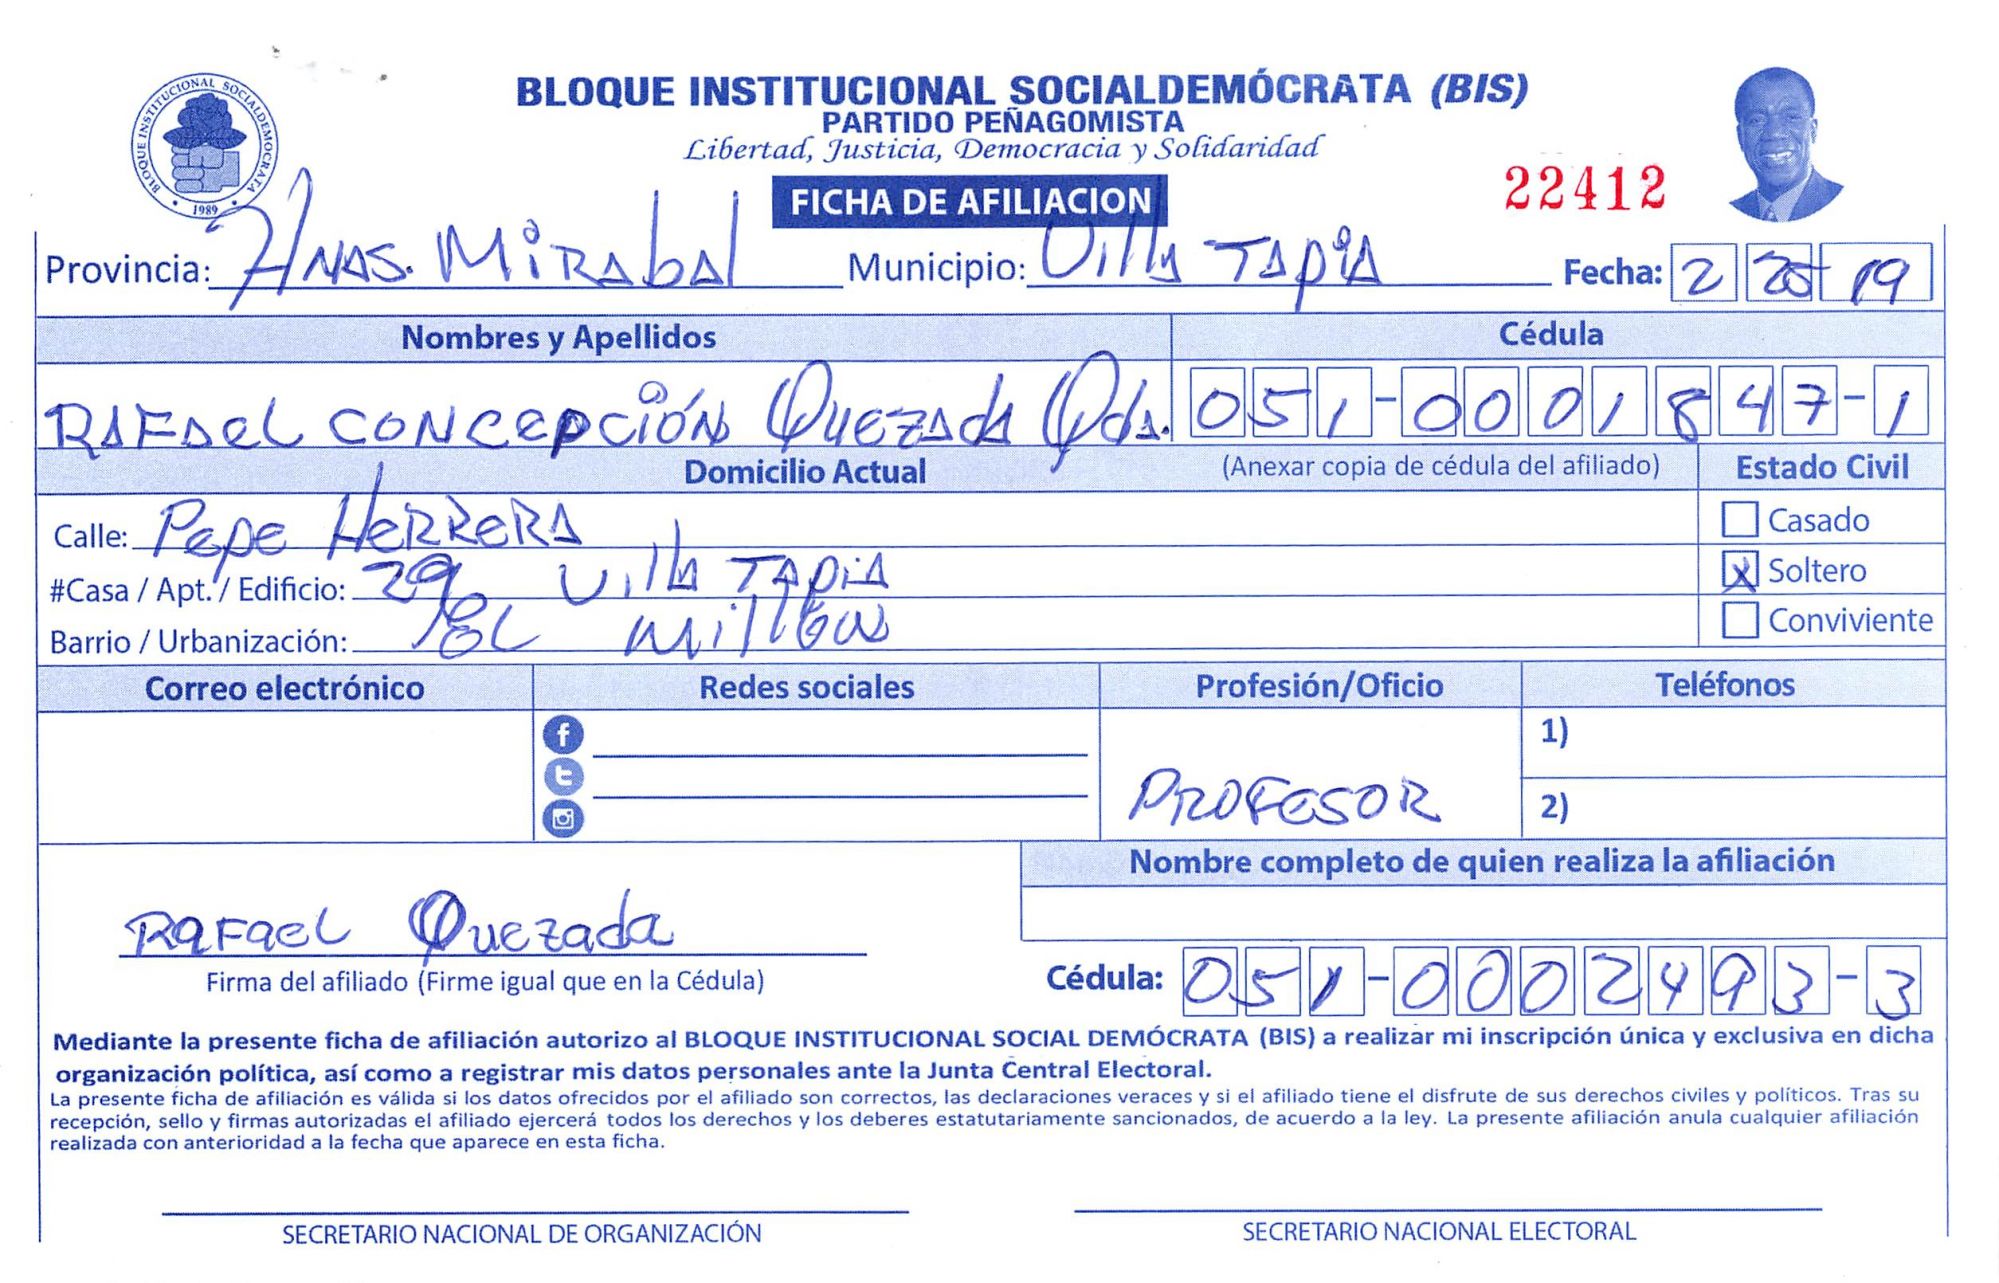 BLOQUE INSTITUCIONAL SOCIALDEMOCRATA
1989
BLOQUE INSTITUCIONAL SOCIALDEMÓCRATA (BIS)
PARTIDO PEÑAGOMISTA
Libertad, Justicia, Democracia y Solidaridad
FICHA DE AFILIACION
22412
Provincia: Hnas. Mirabal Municipio: Villa Tapia Fecha: 2 25 19
Nombres y Apellidos Cédula
Rafael Concepción Quezada Qda. 051-0001847-1
Domicilio Actual (Anexar copia de cédula del afiliado) Estado Civil
Calle: Pepe Herrera Casado
#Casa / Apt. / Edificio: 29 Villa Tapia X Soltero
Barrio / Urbanización: El Conviviente
Correo electrónico Redes sociales Profesión/Oficio Teléfonos
1)
PROFESOR
2)
Nombre completo de quien realiza la afiliación
Rafael Quezada
Firma del afiliado (Firme igual que en la Cédula)
Cédula: 051-0002493-3
Mediante la presente ficha de afiliación autorizo al BLOQUE INSTITUCIONAL SOCIAL DEMÓCRATA (BIS) a realizar mi inscripción única y exclusiva en dicha
organización política, así como a registrar mis datos personales ante la Junta Central Electoral.
La presente ficha de afiliación es válida si los datos ofrecidos por el afiliado son correctos, las declaraciones veraces y si el afiliado tiene el disfrute de sus derechos civiles y políticos. Tras su
recepción, sello y firmas autorizadas el afiliado ejercerá todos los derechos y los deberes estatutariamente sancionados, de acuerdo a la ley. La presente afiliación anula cualquier afiliación
realizada con anterioridad a la fecha que aparece en esta ficha.
SECRETARIO NACIONAL DE ORGANIZACIÓN SECRETARIO NACIONAL ELECTORAL